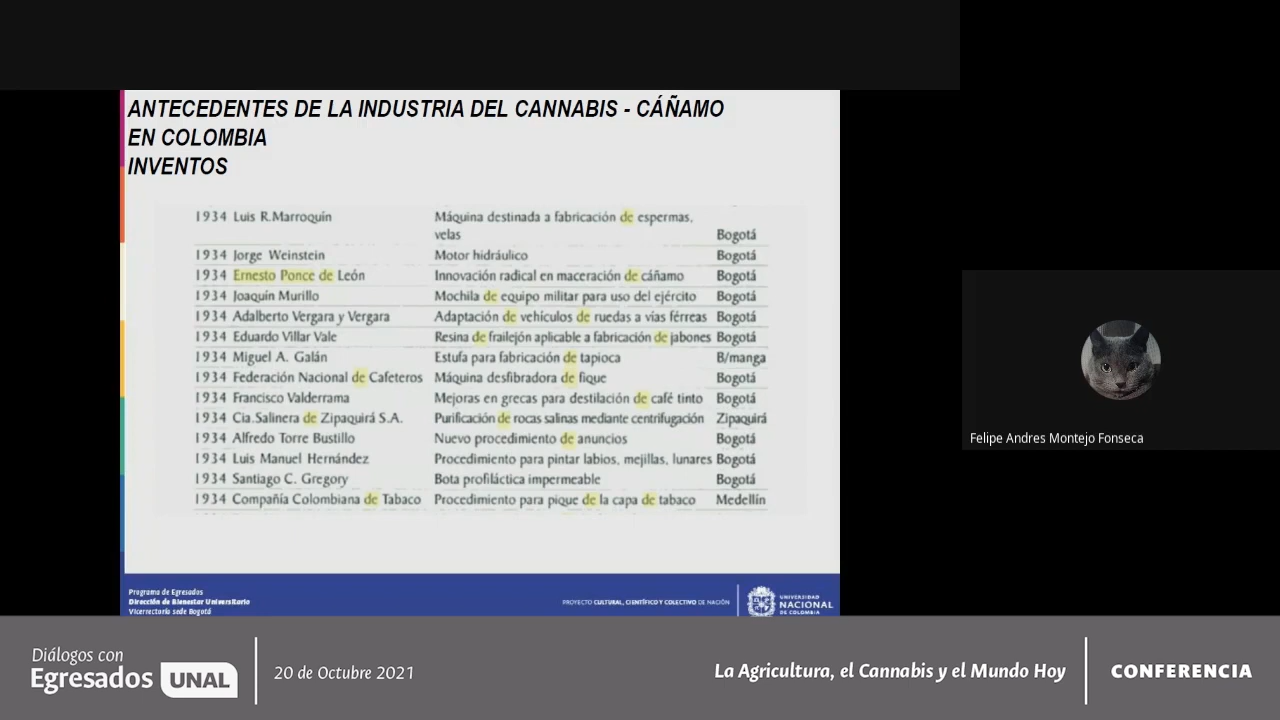 ANTECEDENTES DE LA INDUSTRIA DEL CANNABIS - CÁÑAMO
EN COLOMBIA
INVENTOS
1934 Luis R.Marroquín Máquina destinada a fabricación de espermas,
velas Bogotá
1934 Jorge Weinstein Motor hidráulico Bogotá
1934 Ernesto Ponce de León Innovación radical en maceración de cáñamo Bogotá
1934 Joaquín Murillo Mochila de equipo militar para uso del ejército Bogotá
1934 Adalberto Vergara y Vergara Adaptación de vehículos de ruedas a vías férreas Bogotá
1934 Eduardo Villar Vale Resina de frailejón aplicable a fabricación de jabones Bogotá
1934 Miguel A. Galán Estufa para fabricación de tapioca B/manga
1934 Federación Nacional de Cafeteros Máquina desfibradora de fique Bogotá
1934 Francisco Valderrama Mejoras en grecas para destilación de café tinto Bogotá
1934 Cia.Salinera de Zipaquirá S.A. Purificación de rocas salinas mediante centrifugación Zipaquirá
1934 Alfredo Torre Bustillo Nuevo procedimiento de anuncios Bogotá
1934 Luis Manuel Hernández Procedimiento para pintar labios, mejillas, lunares Bogotá
1934 Santiago C. Gregory Bota profiláctica impermeable Bogotá
1934 Compañía Colombiana de Tabaco Procedimiento para pique de la capa de tabaco Medellín
Programa de Egresados
Dirección de Bienestar Universitario
Vicerrectoría sede Bogotá
PROYECTO CULTURAL, CIENTÍFICO Y COLECTIVO DE NACIÓN
UNIVERSIDAD
NACIONAL
DE COLOMBIA
Felipe Andres Montejo Fonseca
Diálogos con
Egresados UNAL
20 de Octubre 2021
La Agricultura, el Cannabis y el Mundo Hoy
CONFERENCIA